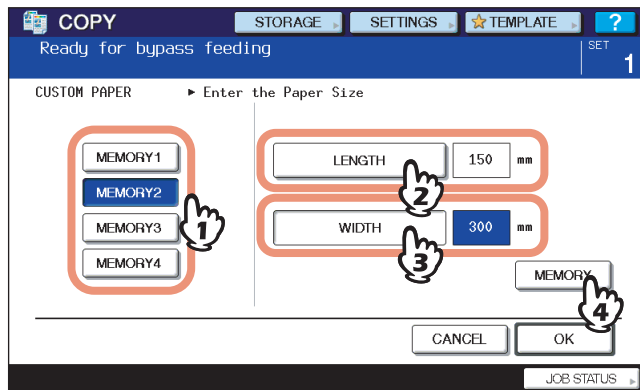 COPY STORAGE SETTINGS TEMPLATE ?
Ready for bypass feeding
SET
1
CUSTOM PAPER ► Enter the Paper Size
MEMORY1
MEMORY2
MEMORY3
MEMORY4
1
LENGTH 150 mm
2
WIDTH 300 mm
3
MEMORY
4
CANCEL OK
JOB STATUS